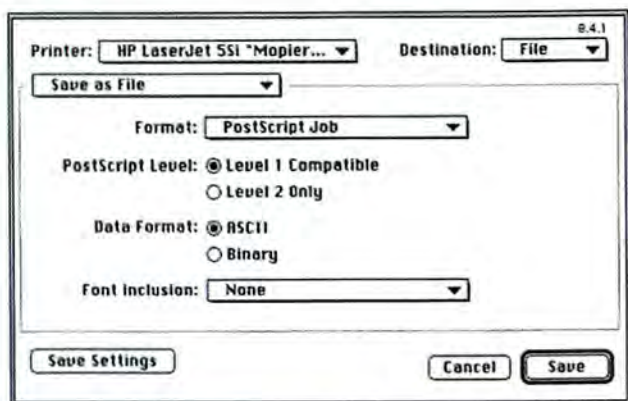 8.4.1
Printer: HP LaserJet 5Si "Mopier... Destination: File
Save as File
Format: PostScript Job
PostScript Level: Level 1 Compatible
Level 2 Only
Data Format: ASCII
Binary
Font Inclusion: None
Save Settings Cancel Save